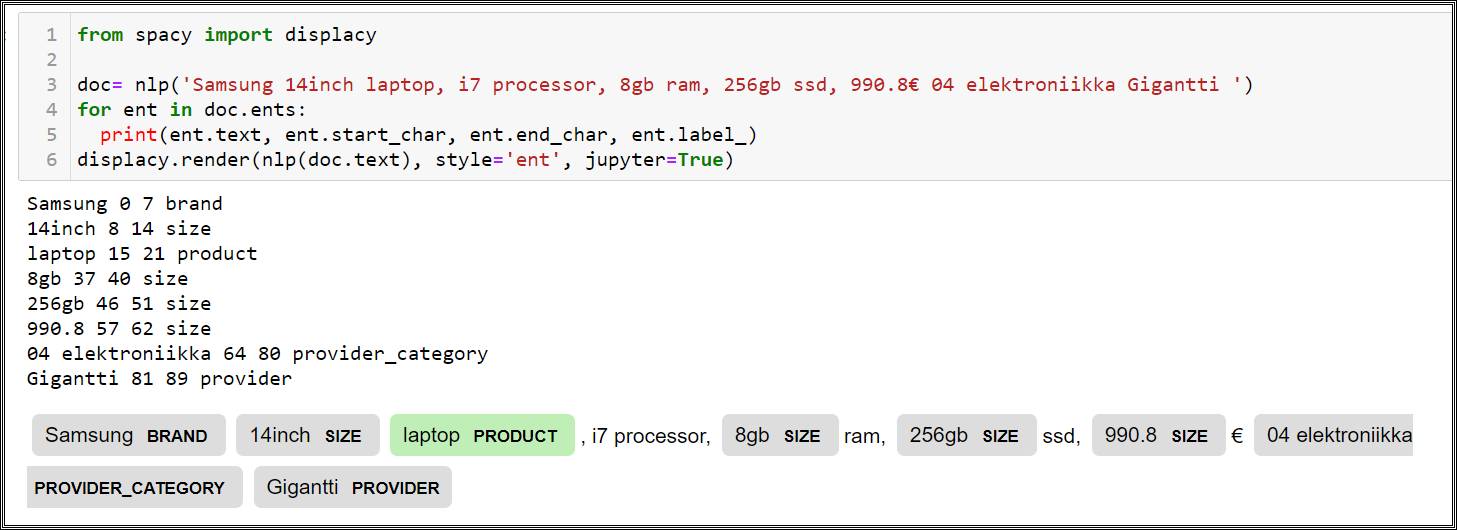 1 from spacy import displacy
2
3 doc= nlp('Samsung 14inch laptop, i7 processor, 8gb ram, 256gb ssd, 990.8€ 04 elektroniikka Gigantti ')
4 for ent in doc.ents:
5   print(ent.text, ent.start_char, ent.end_char, ent.label_)
6 displacy.render(nlp(doc.text), style='ent', jupyter=True)
Samsung 0 7 brand
14inch 8 14 size
laptop 15 21 product
8gb 37 40 size
256gb 46 51 size
990.8 57 62 size
04 elektroniikka 64 80 provider_category
Gigantti 81 89 provider
Samsung BRAND 14inch SIZE laptop PRODUCT , i7 processor, 8gb SIZE ram, 256gb SIZE ssd, 990.8 SIZE € 04 elektroniikka
PROVIDER_CATEGORY Gigantti PROVIDER